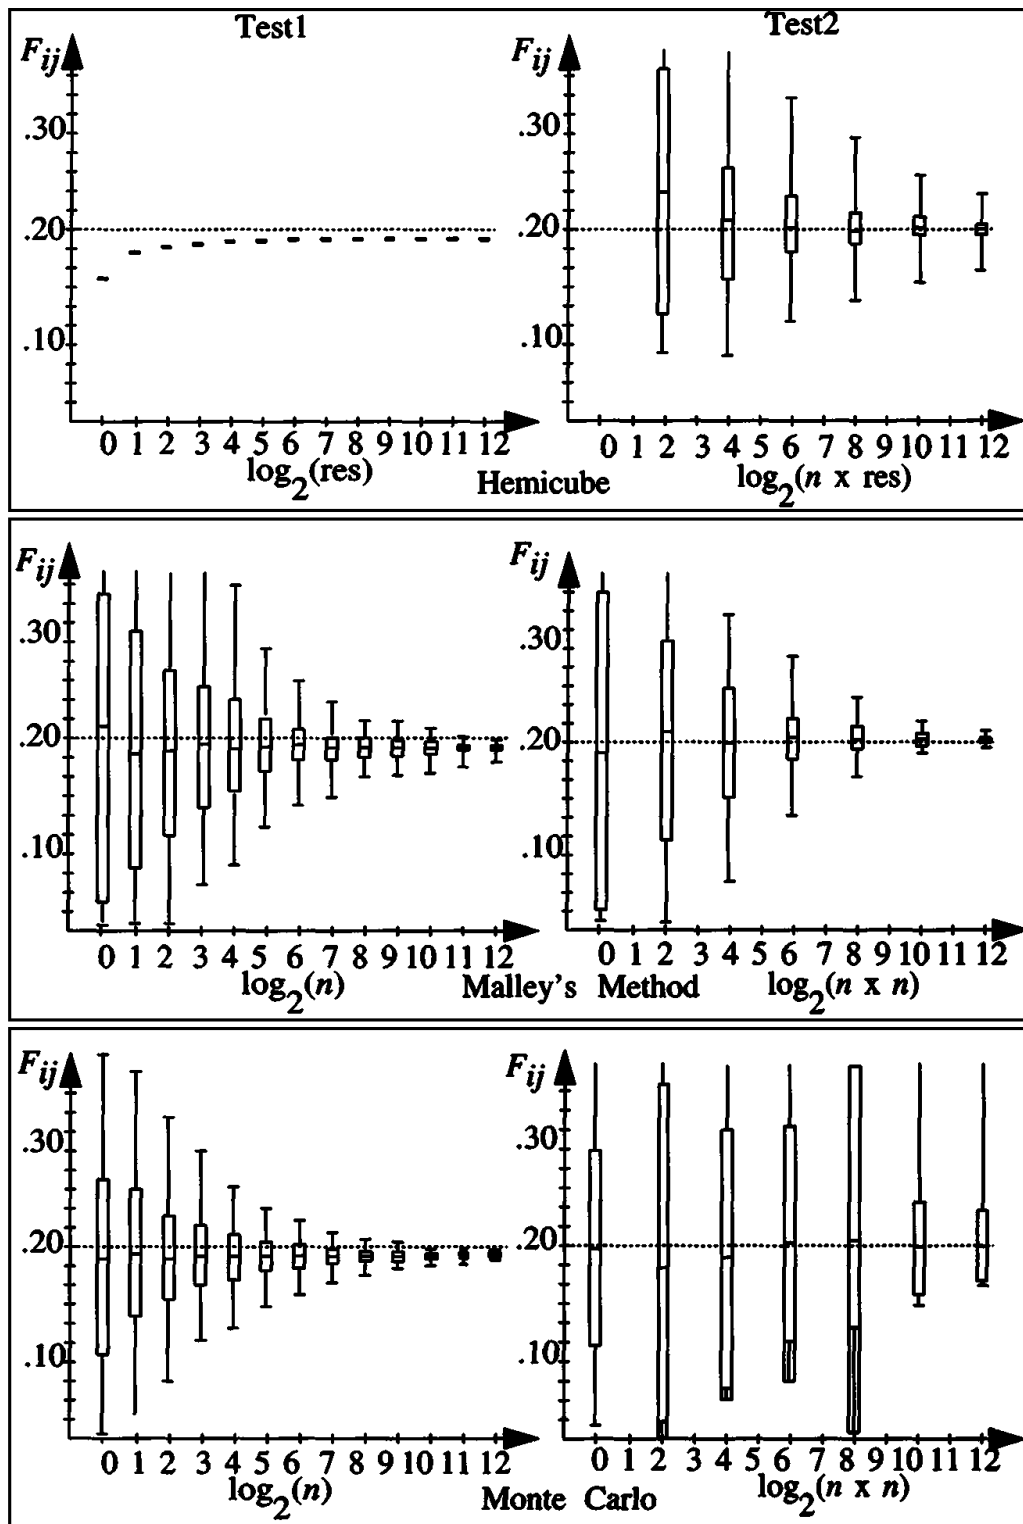 Test1 Test2
Fij Fij
.30 .30
.20 .20
.10 .10
0 1 2 3 4 5 6 7 8 9 10 11 12 0 1 2 3 4 5 6 7 8 9 10 11 12
log2(res) Hemicube log2(n x res)
Fij Fij
.30 .30
.20 .20
.10 .10
0 1 2 3 4 5 6 7 8 9 10 11 12 0 1 2 3 4 5 6 7 8 9 10 11 12
log2(n) Malley's Method log2(n x n)
Fij Fij
.30 .30
.20 .20
.10 .10
0 1 2 3 4 5 6 7 8 9 10 11 12 0 1 2 3 4 5 6 7 8 9 10 11 12
log2(n) Monte Carlo log2(n x n)